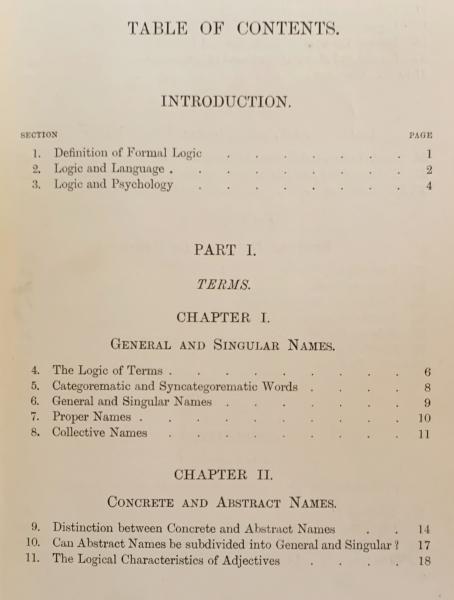 TABLE OF CONTENTS.
INTRODUCTION.
SECTION PAGE
1. Definition of Formal Logic . . . . . . . 1
2. Logic and Language . . . . . . . . 2
3. Logic and Psychology . . . . . . . 4
PART I.
TERMS.
CHAPTER I.
GENERAL AND SINGULAR NAMES.
4. The Logic of Terms . . . . . . . . 6
5. Categorematic and Syncategorematic Words . . . . 8
6. General and Singular Names . . . . . . . 9
7. Proper Names . . . . . . . . . 10
8. Collective Names . . . . . . . . 11
CHAPTER II.
CONCRETE AND ABSTRACT NAMES.
9. Distinction between Concrete and Abstract Names . . 14
10. Can Abstract Names be subdivided into General and Singular? 17
11. The Logical Characteristics of Adjectives . . . . 18